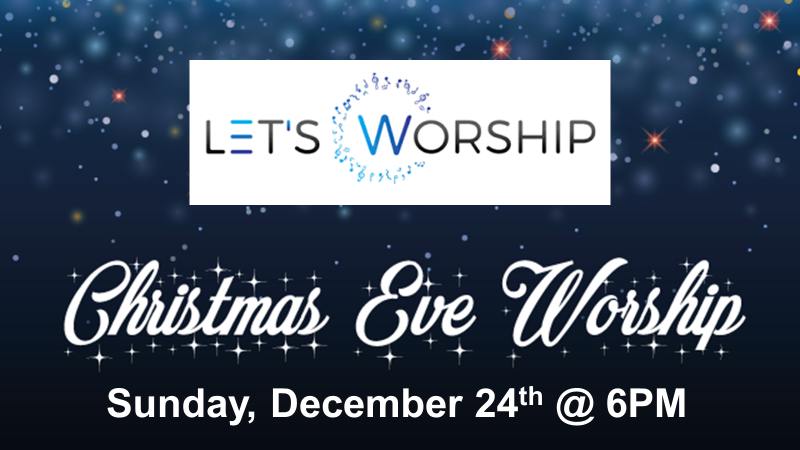 LET'S WORSHIP
Christmas Eve Worship
Sunday, December 24th @ 6PM